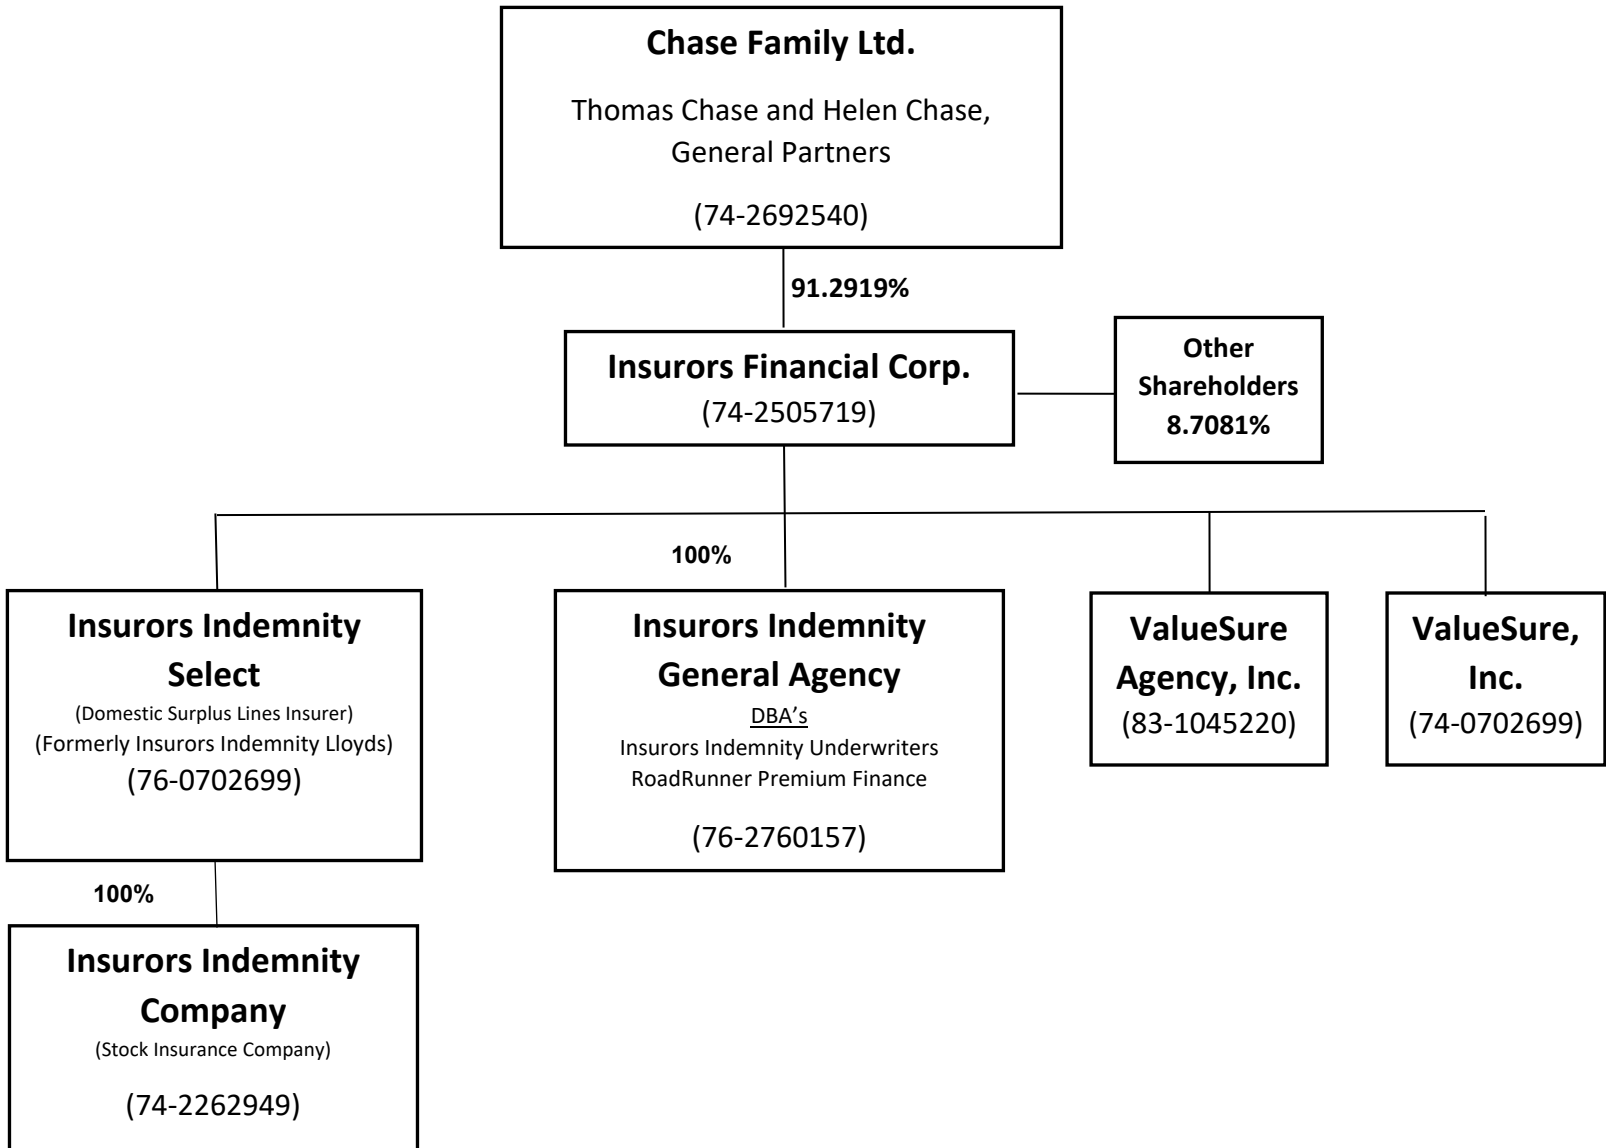 Chase Family Ltd.
Thomas Chase and Helen Chase,
General Partners
(74-2692540)
91.2919%
Insurors Financial Corp.
(74-2505719)
Other
Shareholders
8.7081%
100%
Insurors Indemnity
Select
(Domestic Surplus Lines Insurer)
(Formerly Insurors Indemnity Lloyds)
(76-0702699)
Insurors Indemnity
General Agency
DBA's
Insurors Indemnity Underwriters
RoadRunner Premium Finance
(76-2760157)
ValueSure
Agency, Inc.
(83-1045220)
ValueSure,
Inc.
(74-0702699)
100%
Insurors Indemnity
Company
(Stock Insurance Company)
(74-2262949)